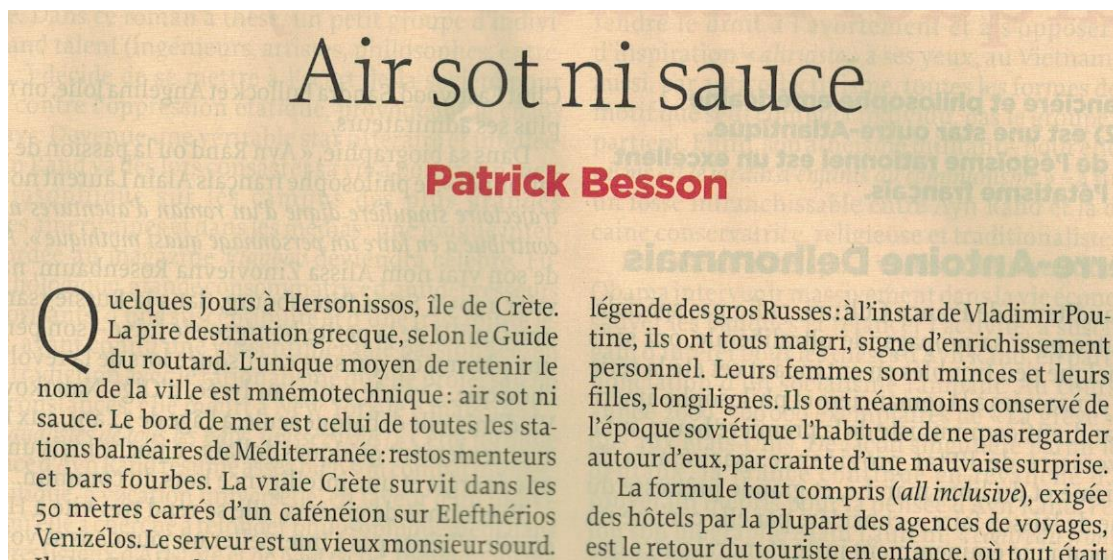 Air sot ni sauce
Patrick Besson
Quelques jours à Hersonissos, île de Crète.
La pire destination grecque, selon le Guide
du routard. L'unique moyen de retenir le
nom de la ville est mnémotechnique : air sot ni
sauce. Le bord de mer est celui de toutes les sta-
tions balnéaires de Méditerranée : restos menteurs
et bars fourbes. La vraie Crète survit dans les
50 mètres carrés d'un cafénéion sur Elefthérios
Venizélos. Le serveur est un vieux monsieur sourd.
légende des gros Russes : à l'instar de Vladimir Pou-
tine, ils ont tous maigri, signe d'enrichissement
personnel. Leurs femmes sont minces et leurs
filles, longilignes. Ils ont néanmoins conservé de
l'époque soviétique l'habitude de ne pas regarder
autour d'eux, par crainte d'une mauvaise surprise.
La formule tout compris (all inclusive), exigée
des hôtels par la plupart des agences de voyages,
est le retour du touriste en enfance, où tout était